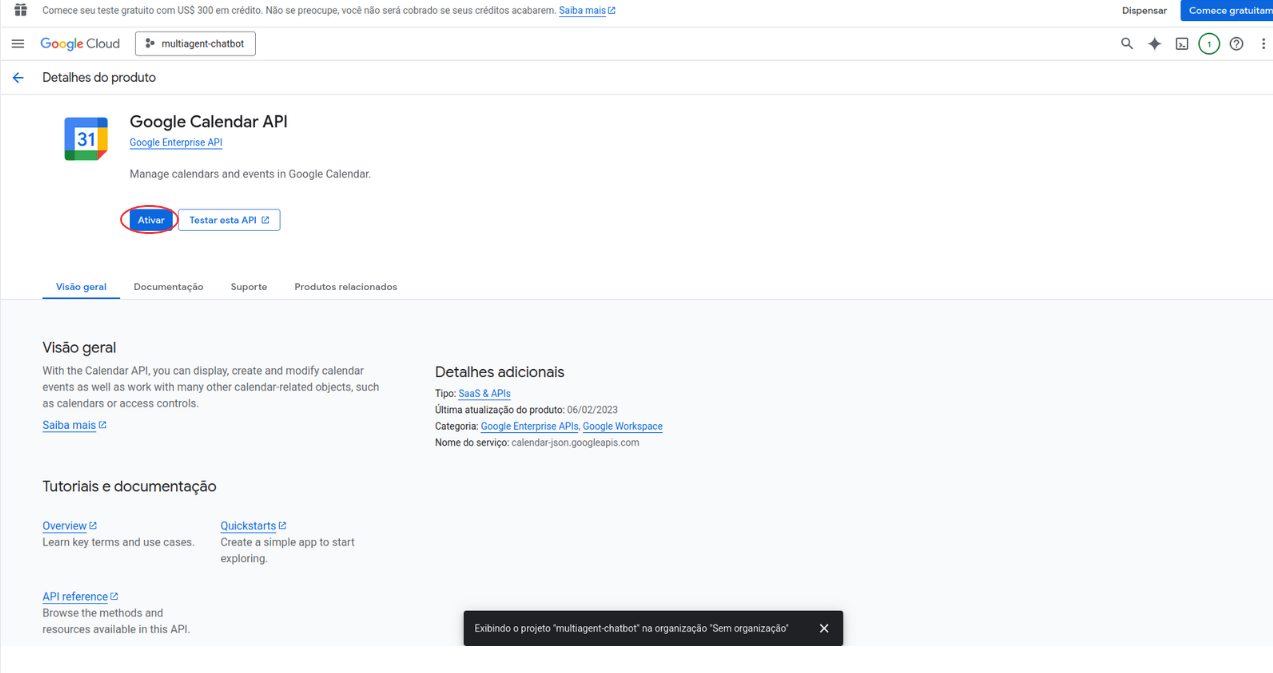 Comece seu teste gratuito com US$ 300 em crédito. Não se preocupe, você não será cobrado se seus créditos acabarem. Saiba mais
Dispensar
Comece gratuitam
Google Cloud
multiagent-chatbot
1
Detalhes do produto
31
Google Calendar API
Google Enterprise API
Manage calendars and events in Google Calendar.
Ativar
Testar esta API
Visão geral
Documentação
Suporte
Produtos relacionados
Visão geral
With the Calendar API, you can display, create and modify calendar
events as well as work with many other calendar-related objects, such
as calendars or access controls.
Saiba mais
Detalhes adicionais
Tipo: SaaS & APIs
Última atualização do produto: 06/02/2023
Categoria: Google Enterprise APIs, Google Workspace
Nome do serviço: calendar-json.googleapis.com
Tutoriais e documentação
Overview
Learn key terms and use cases.
Quickstarts
Create a simple app to start
exploring.
API reference
Browse the methods and
resources available in this API.
Exibindo o projeto "multiagent-chatbot" na organização "Sem organização"